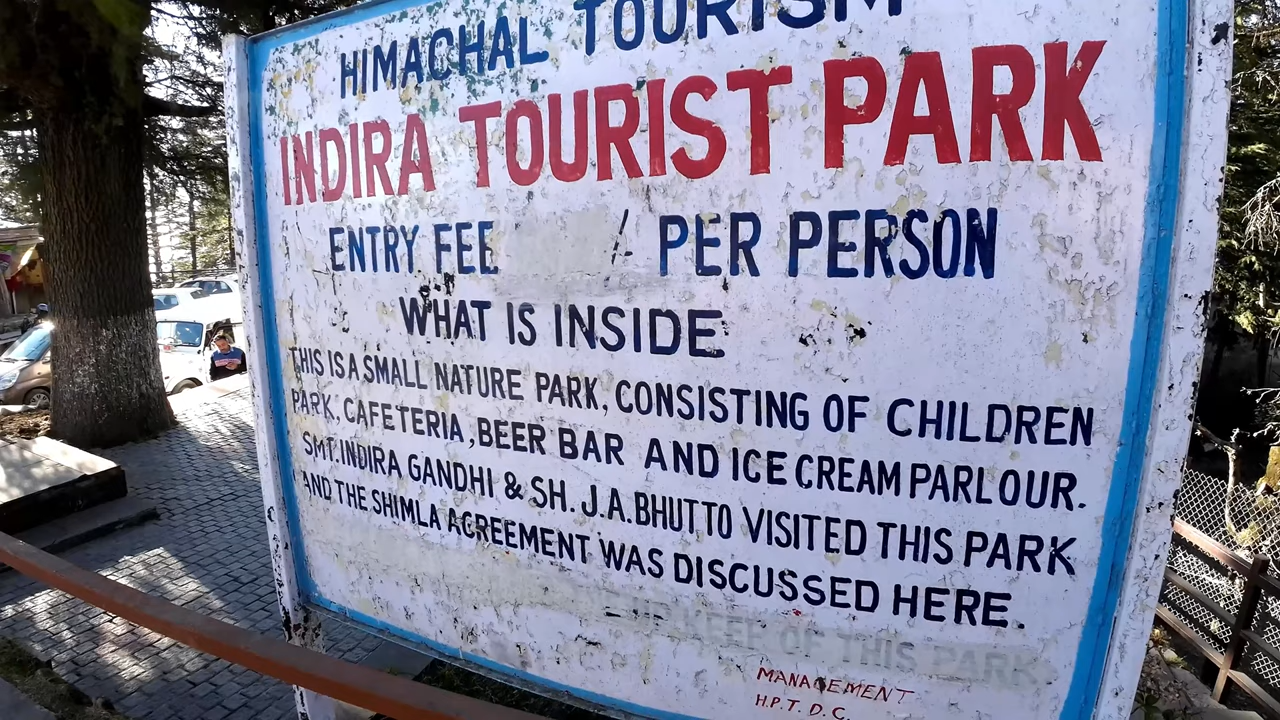 HIMACHAL TOURISM
INDIRA TOURIST PARK
ENTRY FEE /- PER PERSON
WHAT IS INSIDE
THIS IS A SMALL NATURE PARK, CONSISTING OF CHILDREN
PARK, CAFETERIA, BEER BAR AND ICE CREAM PARLOUR.
SMT. INDIRA GANDHI & SH. J.A. BHUTTO VISITED THIS PARK
AND THE SHIMLA AGREEMENT WAS DISCUSSED HERE.
KEEP OF THIS PARK
MANAGEMENT
H.P.T.D.C.